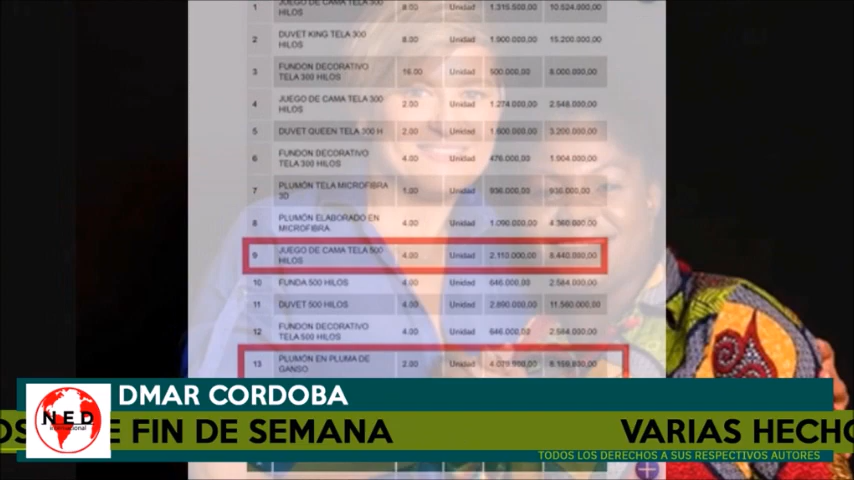 1 JUEGO DE CAMA TELA 300 HILOS 8.00 Unidad 1.315.500,00 10.524.000,00
2 DUVET KING TELA 300 HILOS 8.00 Unidad 1.900.000,00 15.200.000,00
3 FUNDON DECORATIVO TELA 300 HILOS 16.00 Unidad 500.000,00 8.000.000,00
4 JUEGO DE CAMA TELA 300 HILOS 2.00 Unidad 1.274.000,00 2.548.000,00
5 DUVET QUEEN TELA 300 H 2.00 Unidad 1.600.000,00 3.200.000,00
6 FUNDON DECORATIVO TELA 300 HILOS 4.00 Unidad 476.000,00 1.904.000,00
7 PLUMÓN TELA MICROFIBRA 3D 1.00 Unidad 930.000,00 930.000,00
8 PLUMÓN ELABORADO EN MICROFIBRA 4.00 Unidad 1.090.000,00 4.360.000,00
9 JUEGO DE CAMA TELA 500 HILOS 4.00 Unidad 2.110.000,00 8.440.000,00
10 FUNDA 500 HILOS 4.00 Unidad 646.000,00 2.584.000,00
11 DUVET 500 HILOS 4.00 Unidad 2.890.000,00 11.560.000,00
12 FUNDON DECORATIVO TELA 500 HILOS 4.00 Unidad 646.000,00 2.584.000,00
13 PLUMÓN EN PLUMA DE GANSO 2.00 Unidad
DMAR CORDOBA
NED
International
E FIN DE SEMANA VARIAS HECHO
TODOS LOS DERECHOS A SUS RESPECTIVOS AUTORES